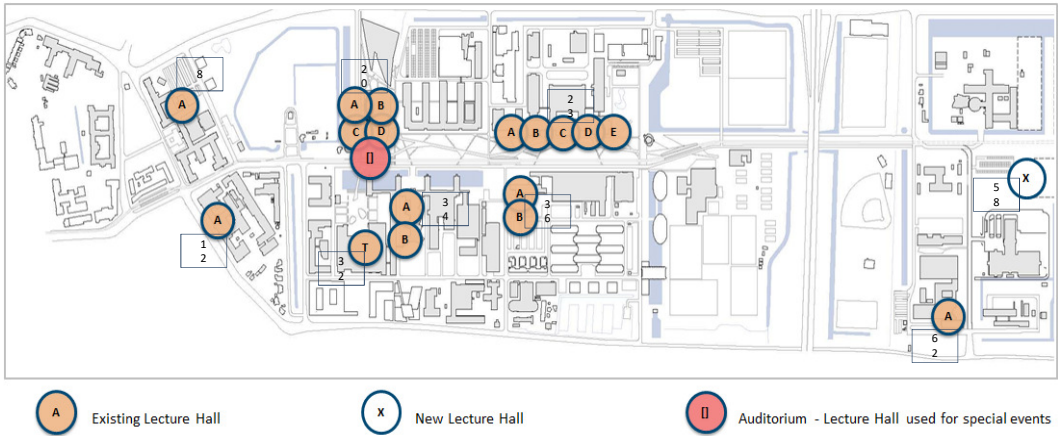 8
A
2
0
A B
C D
[]
2
3
A B C D E
A
1
2
A
B
3
4
T
3
2
A
B
3
6
X
5
8
A
6
2
A Existing Lecture Hall
X New Lecture Hall
[] Auditorium - Lecture Hall used for special events